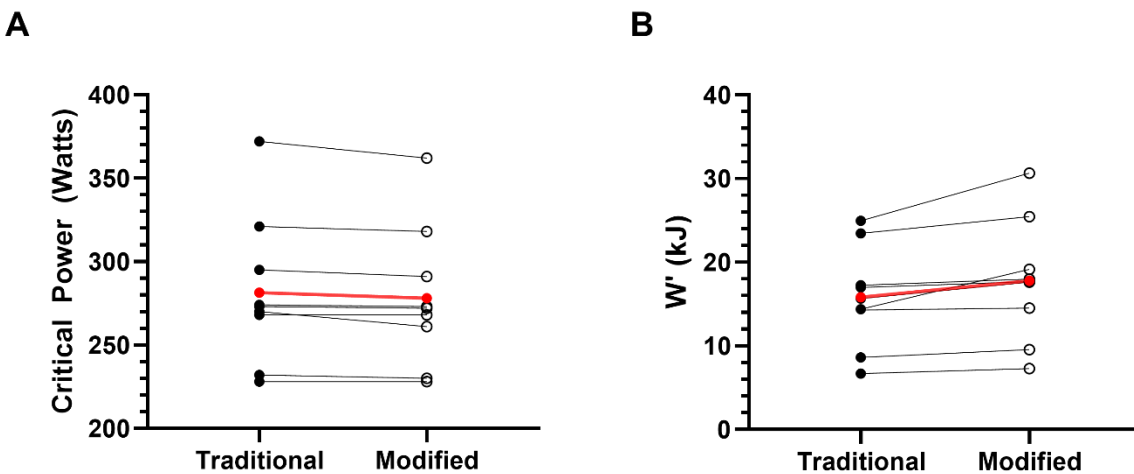 A
Critical Power (Watts)
400
350
300
250
200
Traditional Modified
B
W' (kJ)
40
30
20
10
0
Traditional Modified